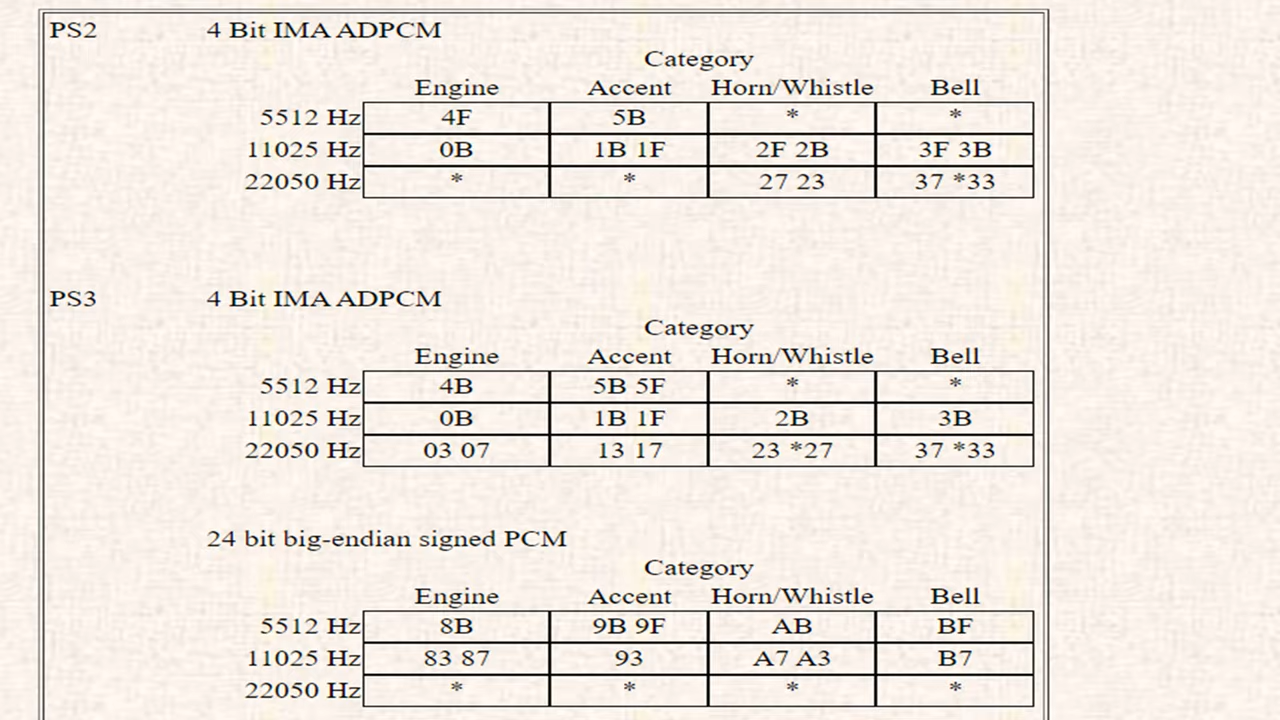 PS2 4 Bit IMA ADPCM
Category
Engine Accent Horn/Whistle Bell
5512 Hz 4F 5B * *
11025 Hz 0B 1B 1F 2F 2B 3F 3B
22050 Hz * * 27 23 37 *33
PS3 4 Bit IMA ADPCM
Category
Engine Accent Horn/Whistle Bell
5512 Hz 4B 5B 5F * *
11025 Hz 0B 1B 1F 2B 3B
22050 Hz 03 07 13 17 23 *27 37 *33
24 bit big-endian signed PCM
Category
Engine Accent Horn/Whistle Bell
5512 Hz 8B 9B 9F AB BF
11025 Hz 83 87 93 A7 A3 B7
22050 Hz * * * *